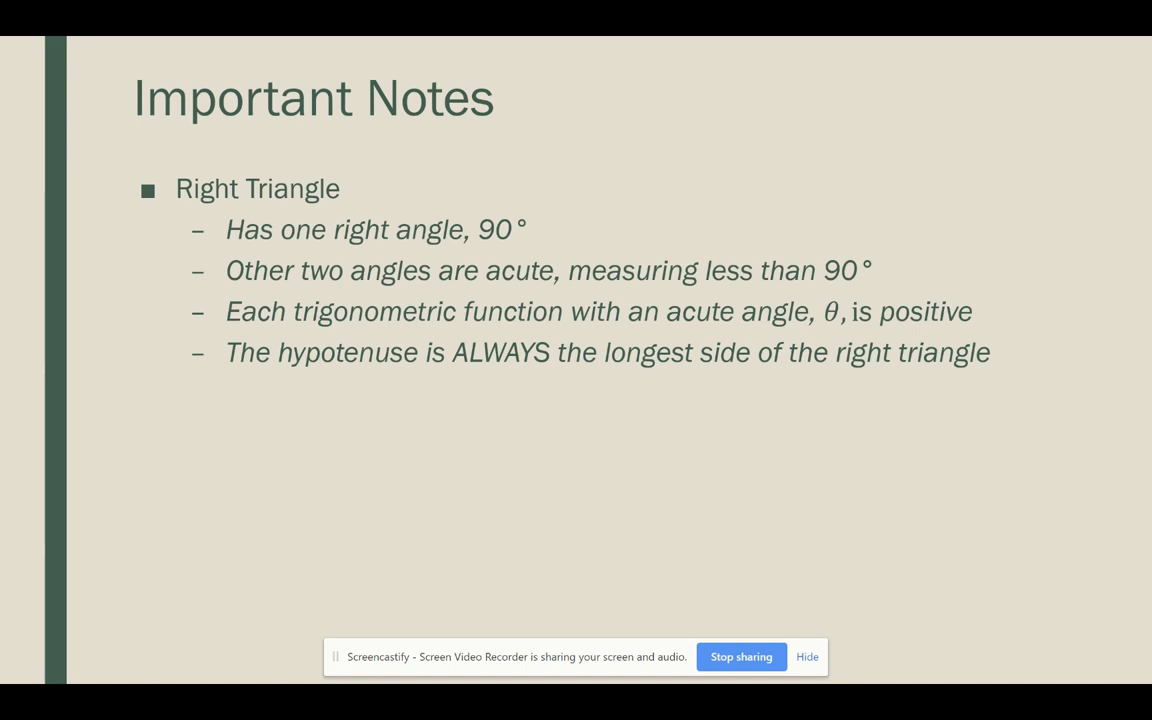 Important Notes
■ Right Triangle
– Has one right angle, 90°
– Other two angles are acute, measuring less than 90°
– Each trigonometric function with an acute angle, θ, is positive
– The hypotenuse is ALWAYS the longest side of the right triangle
Screencastify - Screen Video Recorder is sharing your screen and audio. Stop sharing Hide